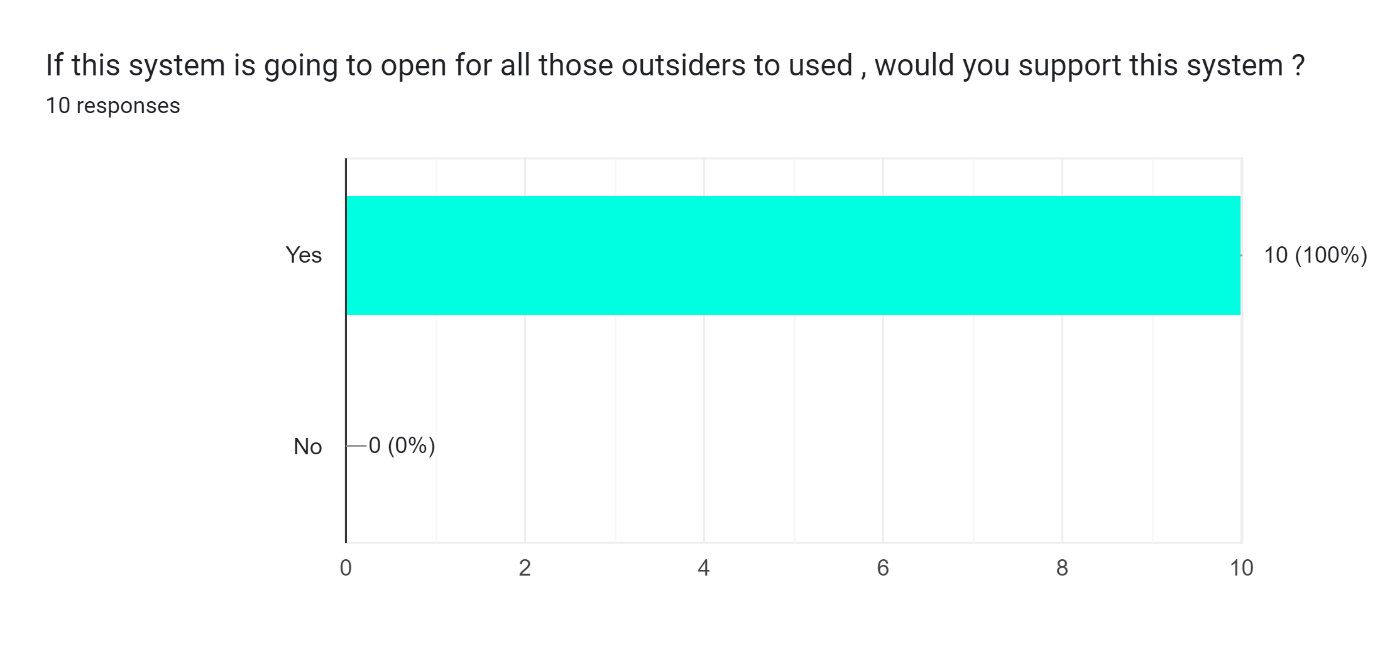 If this system is going to open for all those outsiders to used , would you support this system ?
10 responses
Yes
10 (100%)
No
0 (0%)
0 2 4 6 8 10